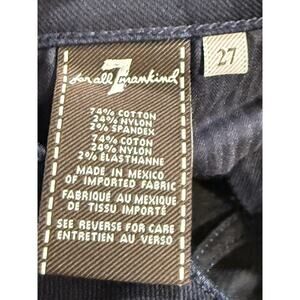 7
for all mankind
27
74% COTTON
24% NYLON
2% SPANDEX
74% COTON
24% NYLON
2% ELASTHANNE
MADE IN MEXICO
OF IMPORTED FABRIC
FABRIQUÉ AU MEXIQUE
DE TISSU IMPORTÉ
SEE REVERSE FOR CARE
ENTRETIEN AU VERSO